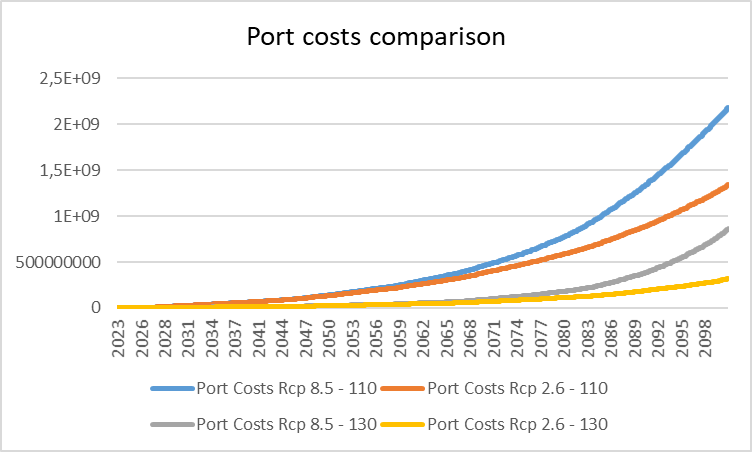 Port costs comparison
2,5E+09
2E+09
1,5E+09
1E+09
500000000
0
2023 2026 2028 2031 2034 2037 2041 2044 2047 2050 2053 2056 2059 2062 2065 2068 2071 2074 2077 2080 2083 2086 2089 2092 2095 2098
Port Costs Rcp 8.5 - 110 Port Costs Rcp 2.6 - 110
Port Costs Rcp 8.5 - 130 Port Costs Rcp 2.6 - 130